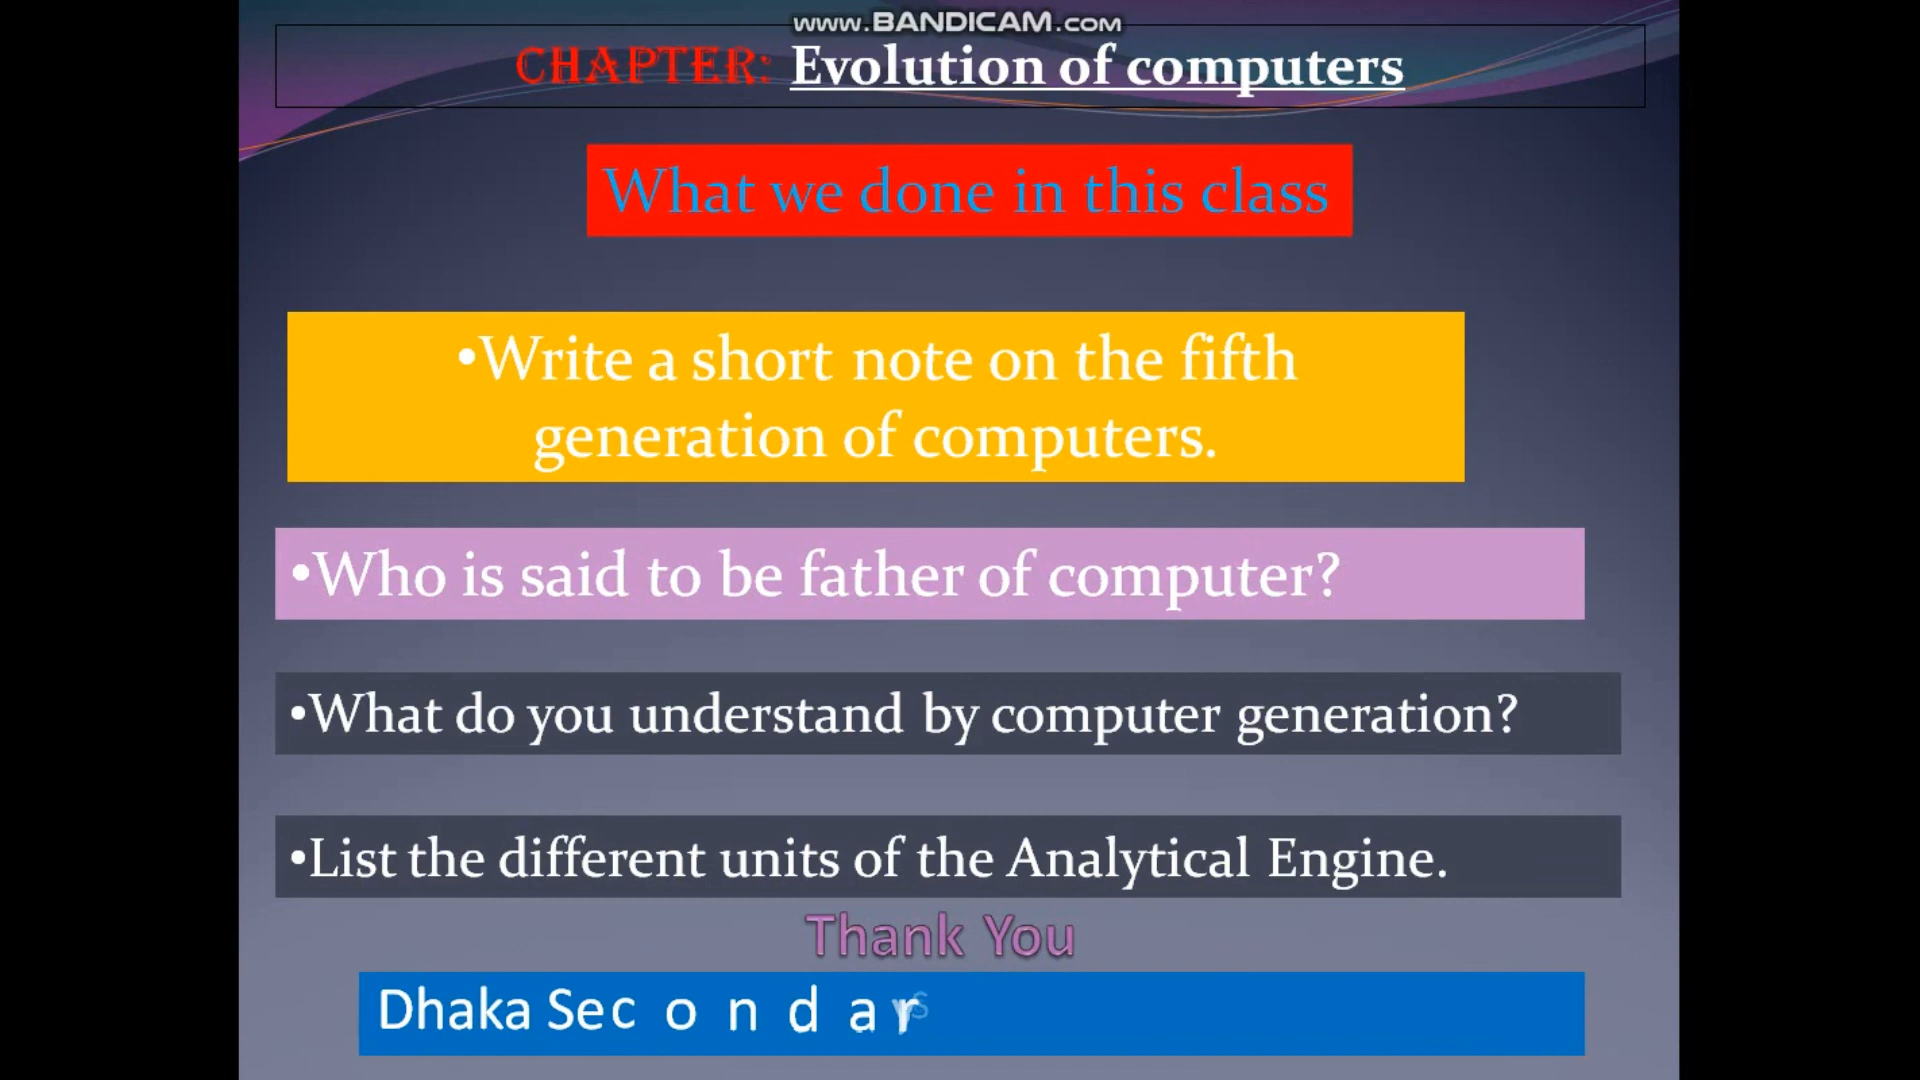 www.BANDICAM.com
CHAPTER: Evolution of computers
What we done in this class
•Write a short note on the fifth
generation of computers.
•Who is said to be father of computer?
•What do you understand by computer generation?
•List the different units of the Analytical Engine.
Thank You
Dhaka Secondar